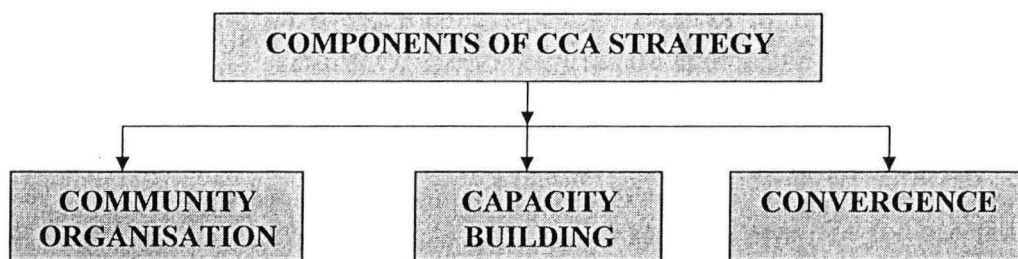 COMPONENTS OF CCA STRATEGY
COMMUNITY
ORGANISATION
CAPACITY
BUILDING
CONVERGENCE